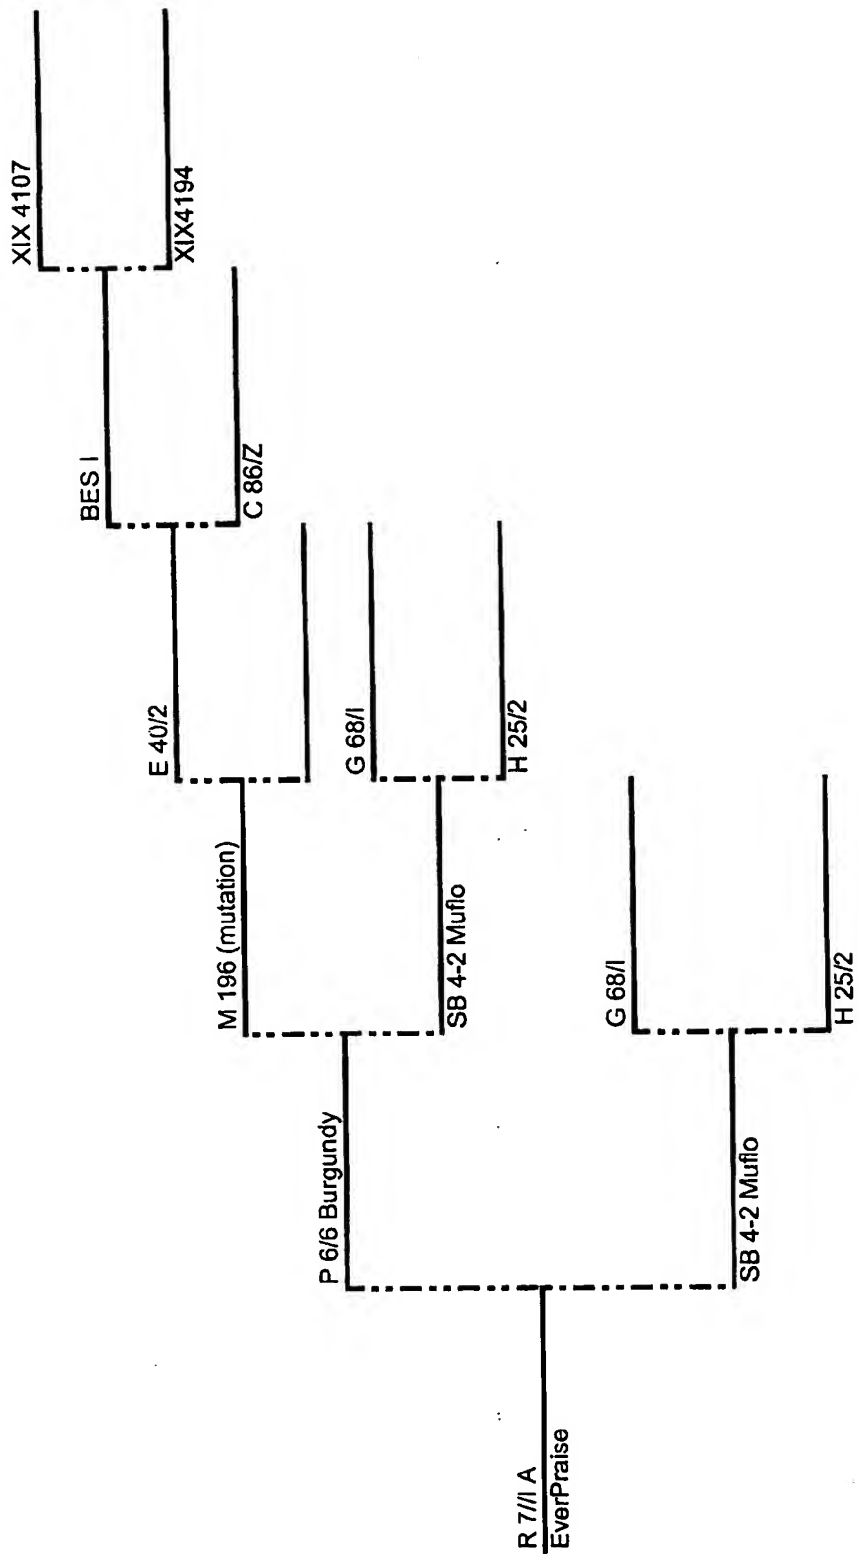 XIX 4107
XIX4194
BES I
C 86/Z
E 40/2
G 68/I
H 25/2
M 196 (mutation)
SB 4-2 Muflo
G 68/I
H 25/2
P 6/6 Burgundy
SB 4-2 Muflo
R 7//I A
EverPraise